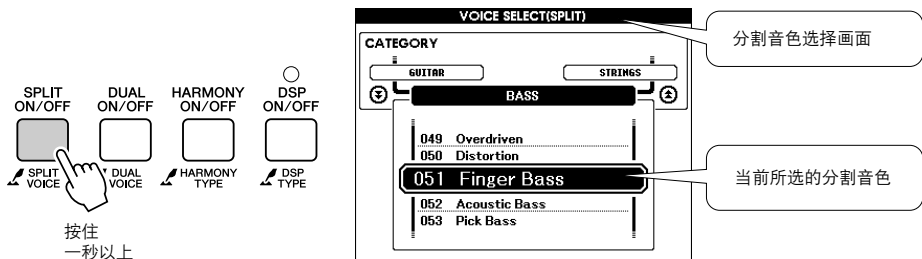 SPLIT
ON/OFF
DUAL
ON/OFF
HARMONY
ON/OFF
DSP
ON/OFF
SPLIT
VOICE
DUAL
VOICE
HARMONY
TYPE
DSP
TYPE
按住
一秒以上
VOICE SELECT(SPLIT)
CATEGORY
GUITAR
STRINGS
BASS
049 Overdriven
050 Distortion
051 Finger Bass
052 Acoustic Bass
053 Pick Bass
分割音色选择画面
当前所选的分割音色